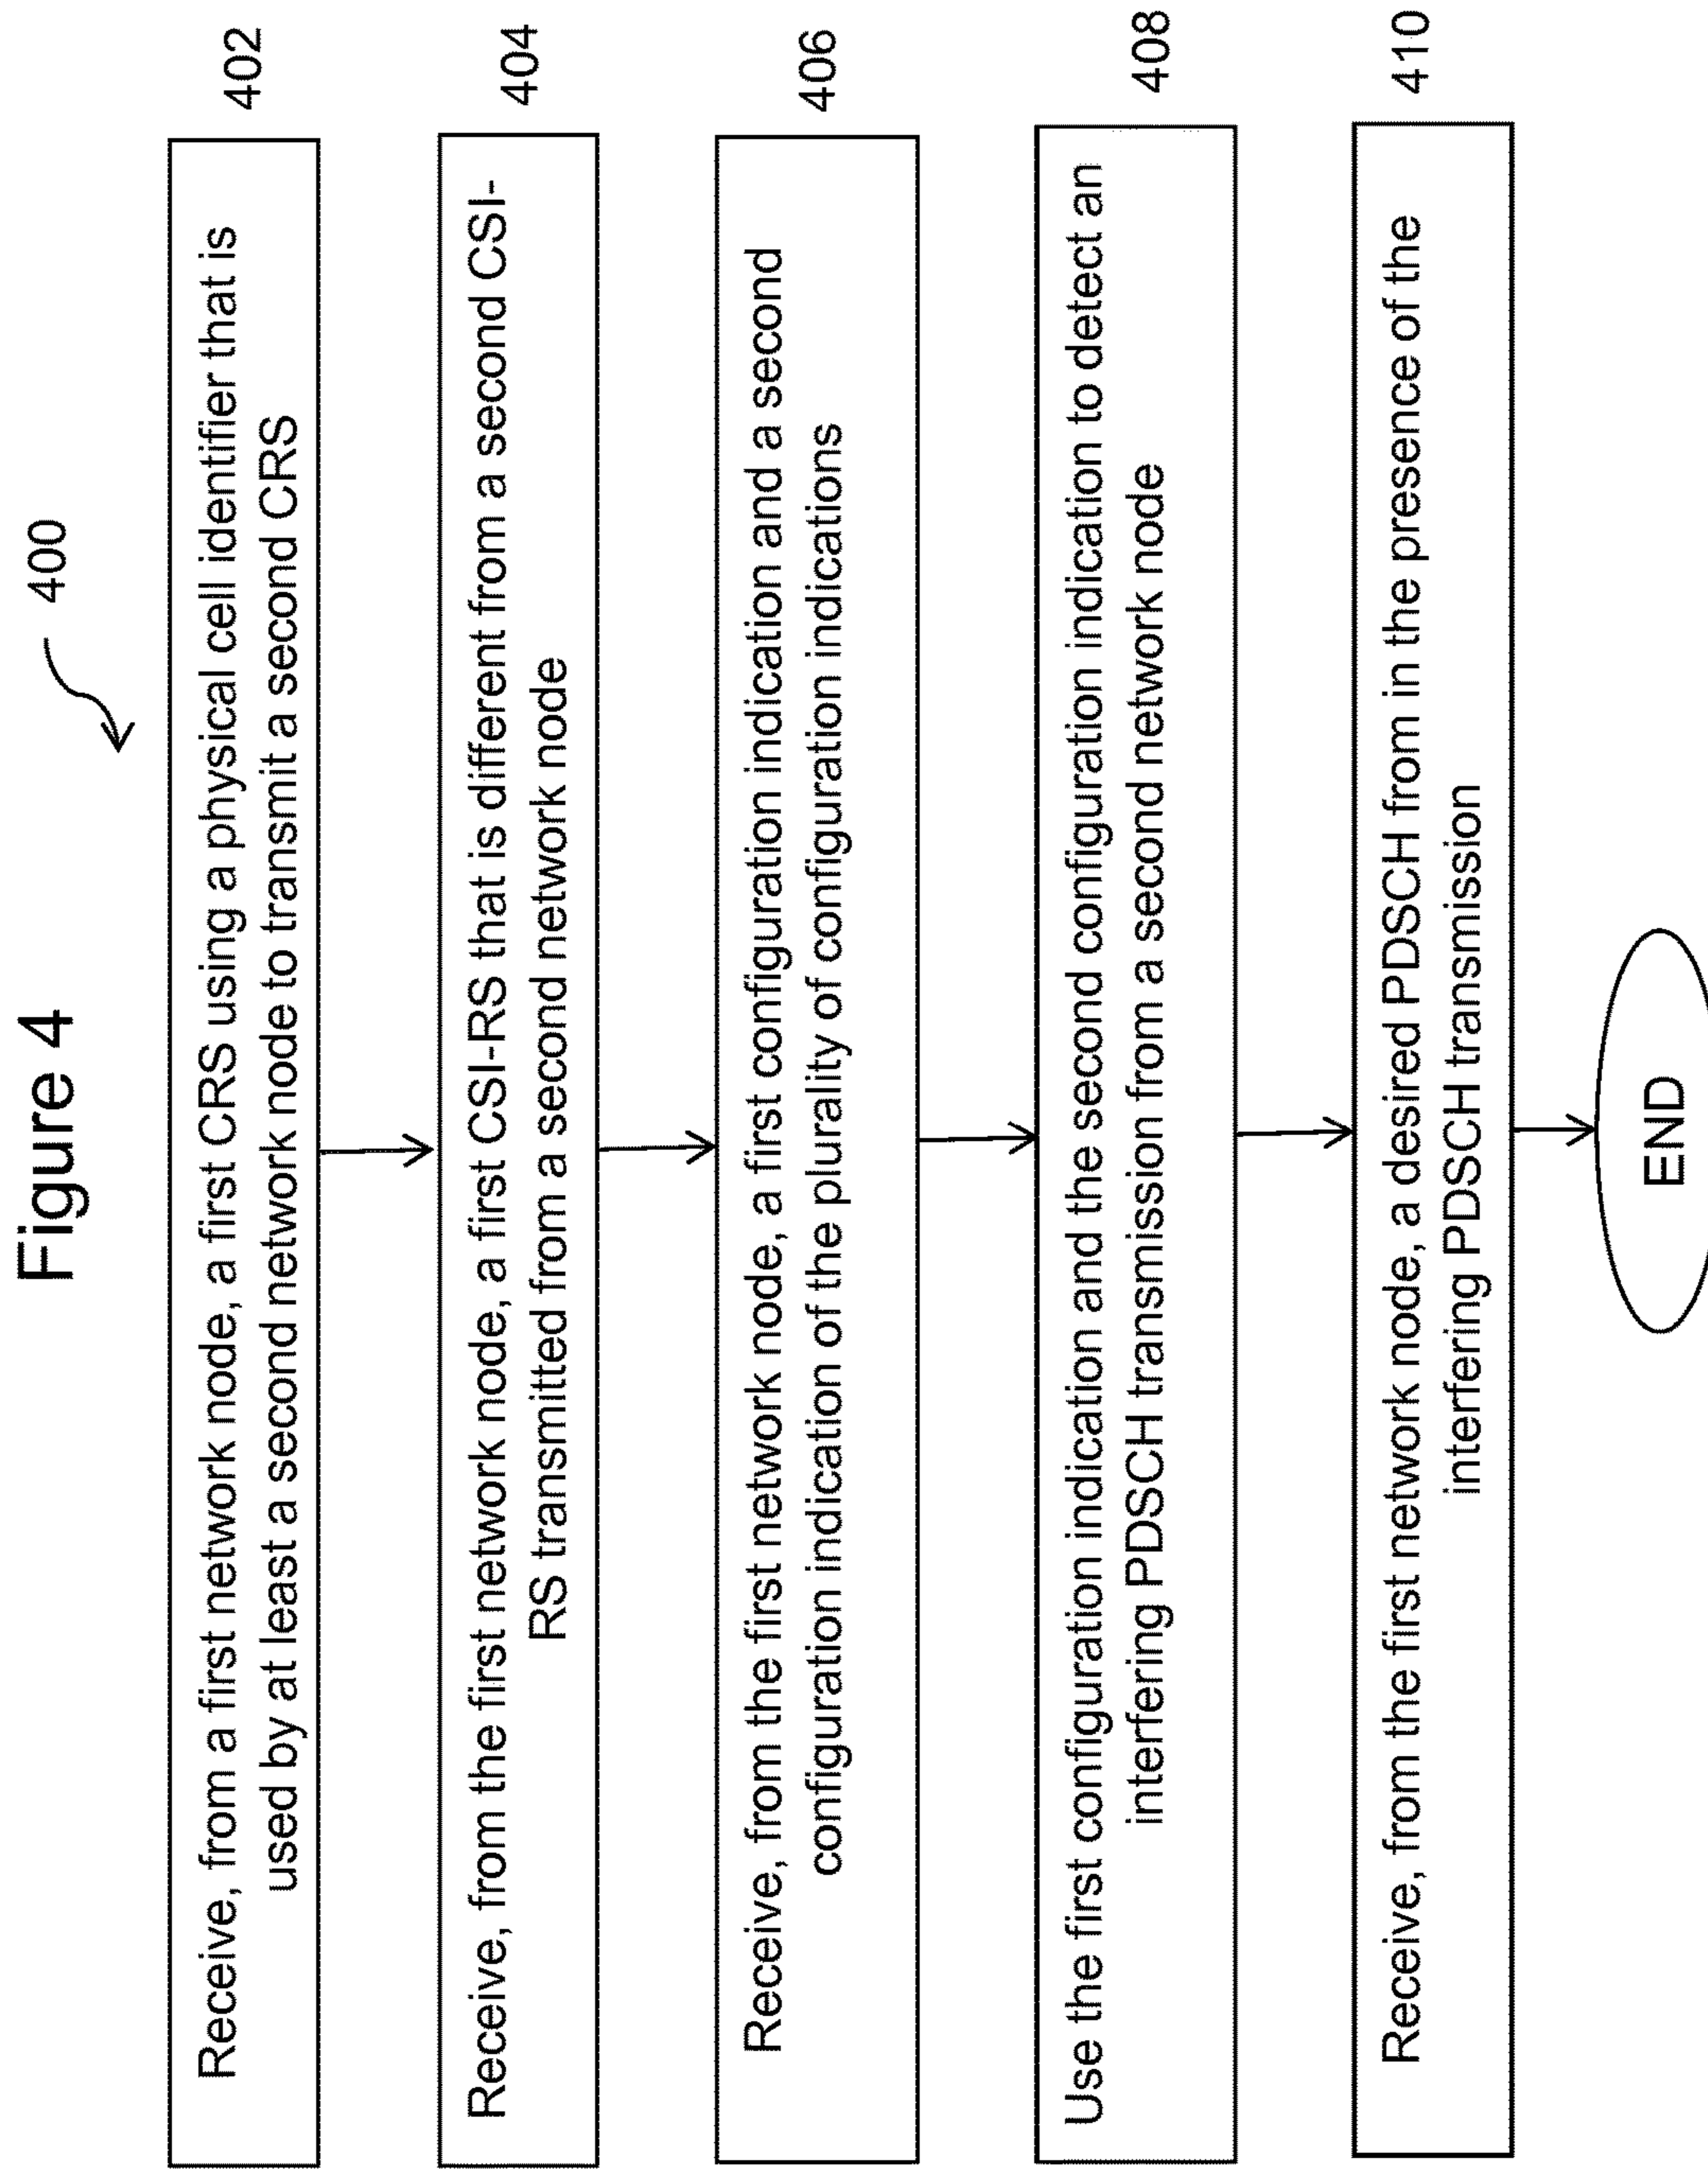 Figure 4
400
Receive, from a first network node, a first CRS using a physical cell identifier that is
used by at least a second network node to transmit a second CRS
402
Receive, from the first network node, a first CSI-RS that is different from a second CSI-
RS transmitted from a second network node
404
Receive, from the first network node, a first configuration indication and a second
configuration indication of the plurality of configuration indications
406
Use the first configuration indication and the second configuration indication to detect an
interfering PDSCH transmission from a second network node
408
Receive, from the first network node, a desired PDSCH from in the presence of the
interfering PDSCH transmission
410
END